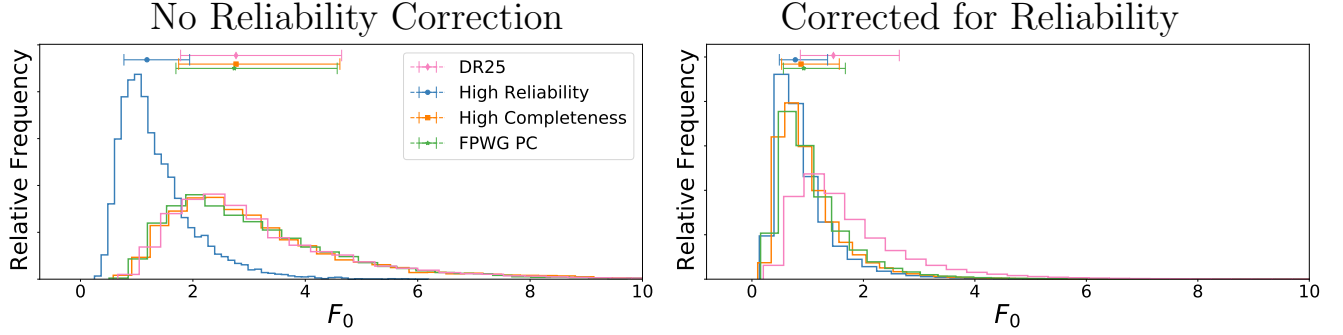 No Reliability Correction
Relative Frequency
DR25
High Reliability
High Completeness
FPWG PC
0 2 4 6 8 10
F0
Corrected for Reliability
Relative Frequency
0 2 4 6 8 10
F0